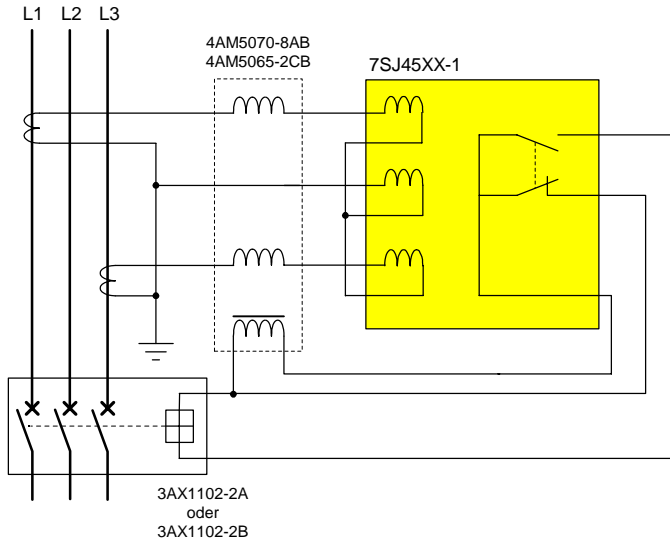 L1 L2 L3
4AM5070-8AB
4AM5065-2CB
7SJ45XX-1
3AX1102-2A
oder
3AX1102-2B